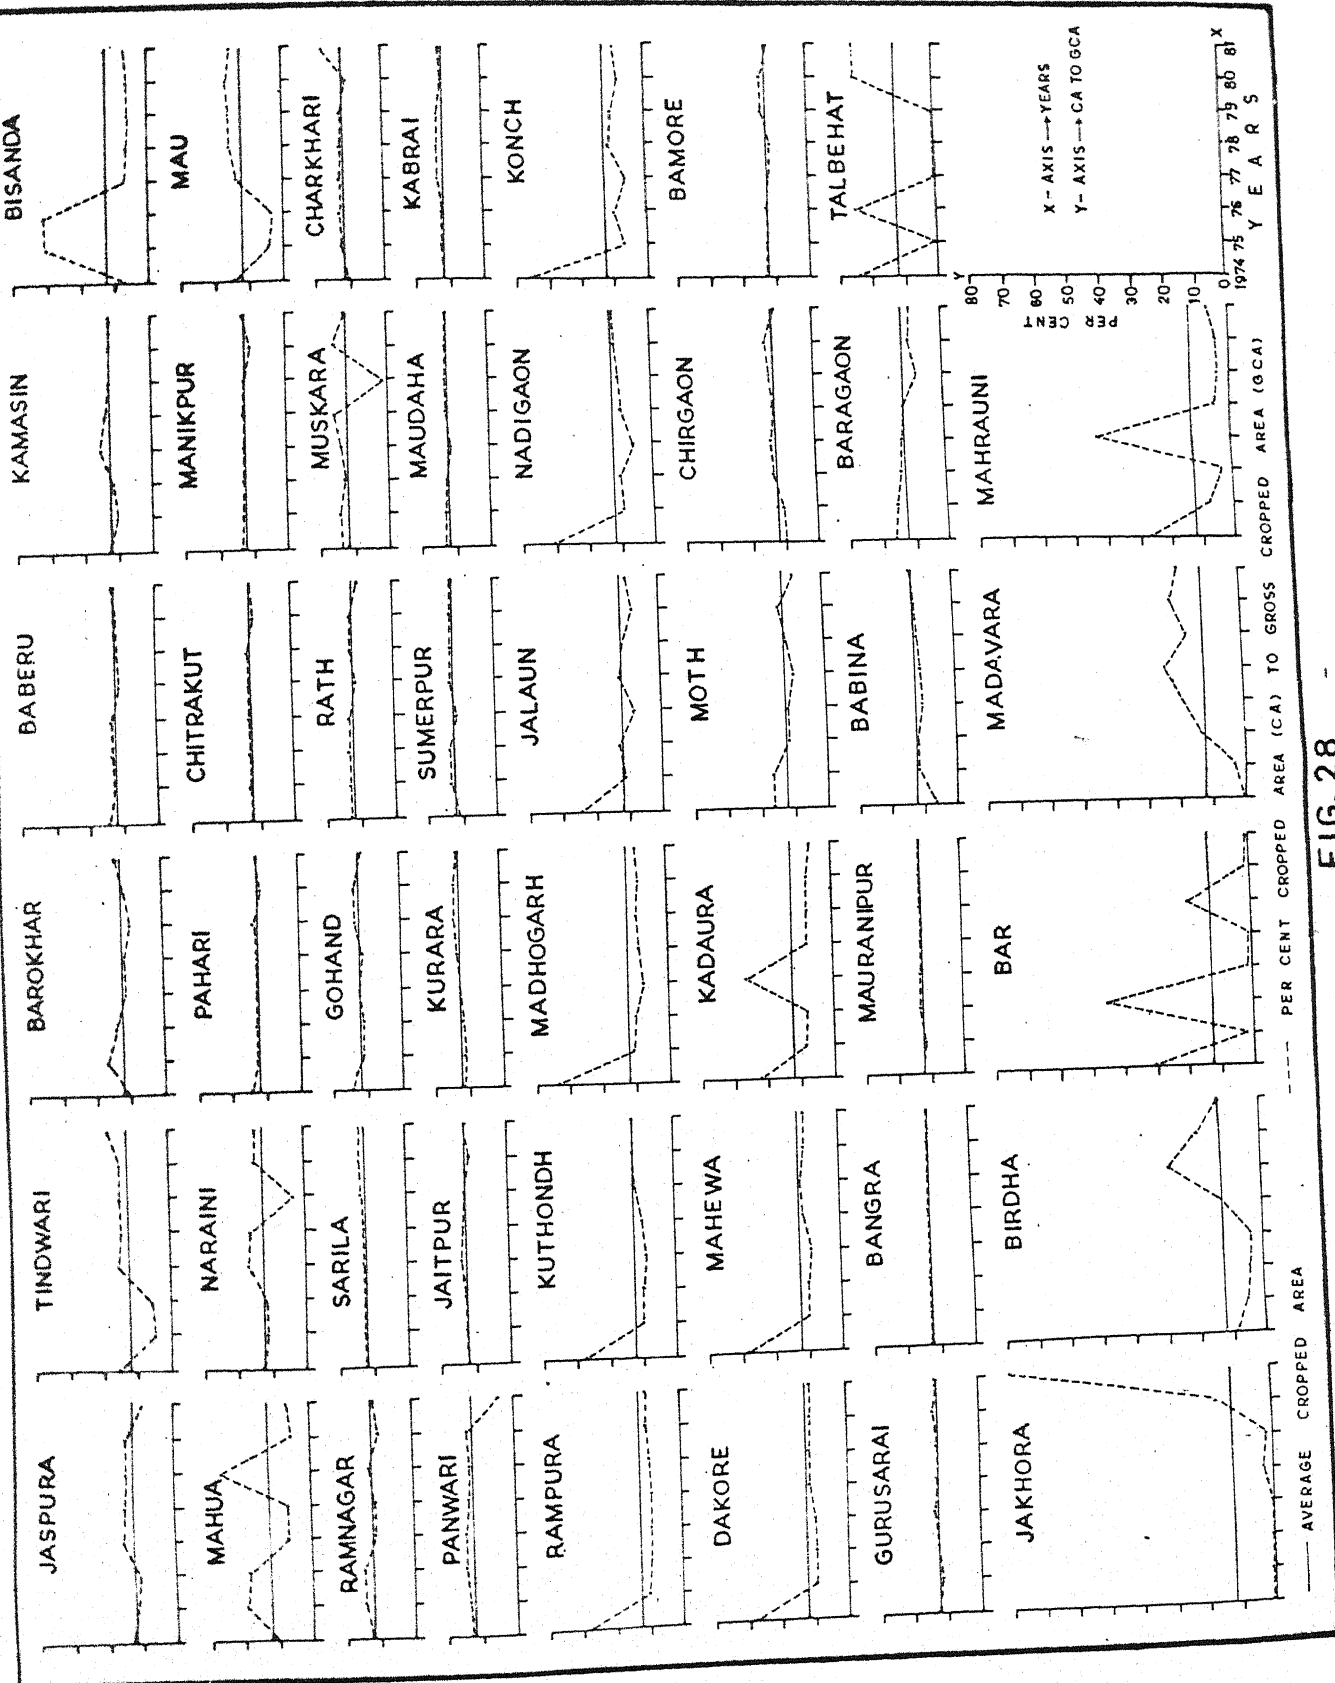 JASPURA
TINDWARI
BAROKHAR
BABERU
KAMASIN
BISANDA
MAHUA
NARAINI
PAHARI
CHITRAKUT
MANIKPUR
MAU
RAMNAGAR
SARILA
GOHAND
RATH
MUSKARA
CHARKHARI
PANWARI
JAITPUR
KURARA
SUMERPUR
MAUDAHA
KABRAI
RAMPURA
KUTHONDH
MADHOGARH
JALAUN
NADIGAON
KONCH
DAKORE
MAHEWA
KADAURA
MOTH
CHIRGAON
BAMORE
GURUSARAI
BANGRA
MAURANIPUR
BABINA
BARAGAON
TALBEHAT
JAKHORA
BIRDHA
BAR
MADAVARA
MAHRAUNI
Y
80
70
60
50
40
30
20
10
0
PER CENT
X - AXIS → YEARS
Y - AXIS → CA TO GCA
1974 75 76 77 78 79 80 81 X
YEARS
—— AVERAGE CROPPED AREA ---- PER CENT CROPPED AREA (CA) TO GROSS CROPPED AREA (GCA)
FIG. 28